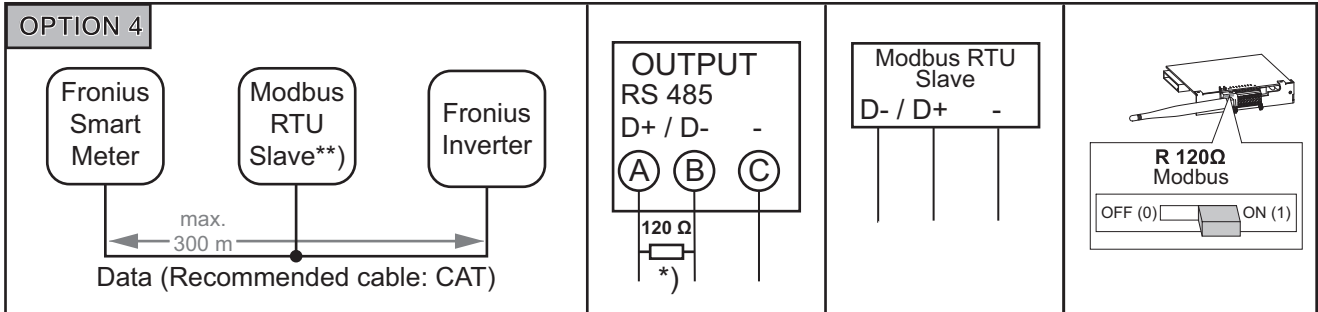 OPTION 4
Fronius
Smart
Meter
Modbus
RTU
Slave**)
Fronius
Inverter
max.
300 m
Data (Recommended cable: CAT)
OUTPUT
RS 485
D+ / D- -
A B C
120 Ω
*)
Modbus RTU
Slave
D- / D+ -
R 120Ω
Modbus
OFF (0) ON (1)